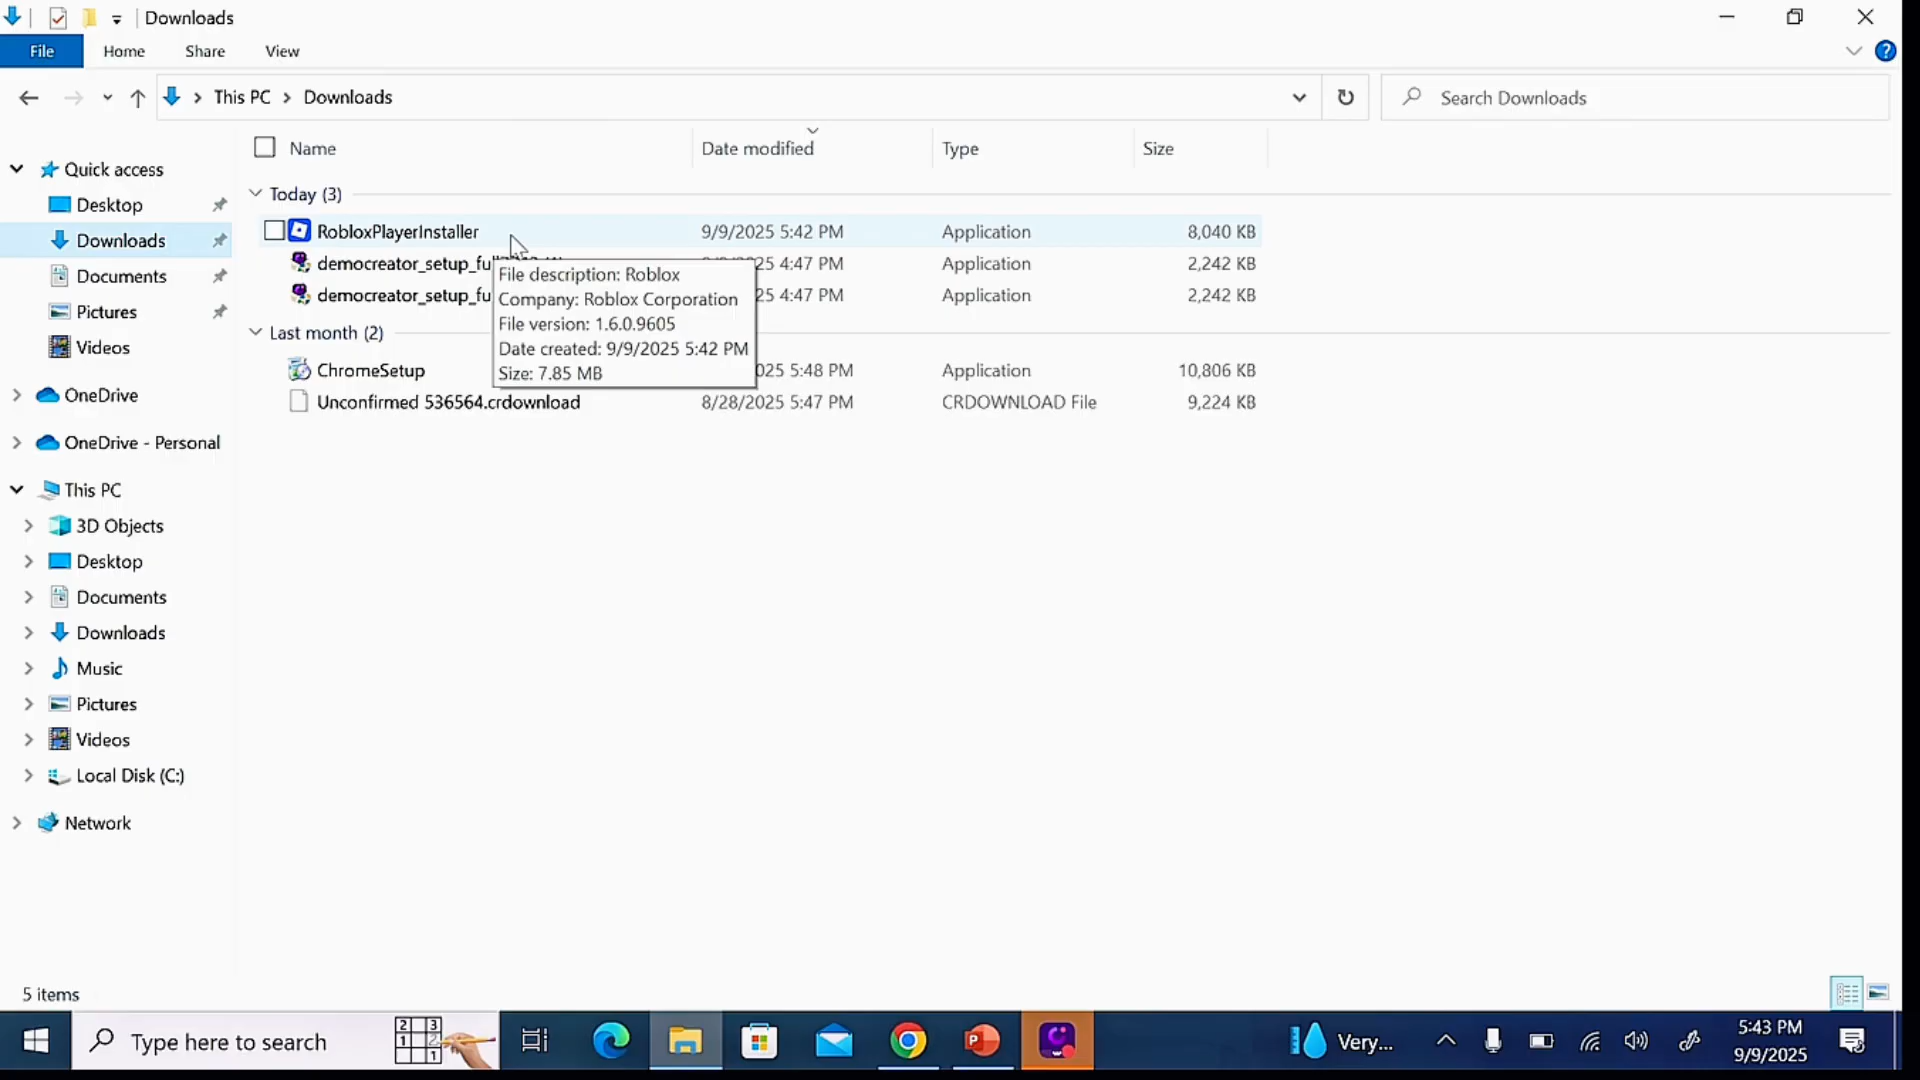 Downloads
File Home Share View
This PC Downloads
Search Downloads
Name Date modified Type Size
Quick access
Desktop
Downloads
Documents
Pictures
Videos
OneDrive
OneDrive - Personal
This PC
3D Objects
Desktop
Documents
Downloads
Music
Pictures
Videos
Local Disk (C:)
Network
Today (3)
RobloxPlayerInstaller 9/9/2025 5:42 PM Application 8,040 KB
democreator_setup_fu 25 4:47 PM Application 2,242 KB
democreator_setup_fu 25 4:47 PM Application 2,242 KB
File description: Roblox
Company: Roblox Corporation
File version: 1.6.0.9605
Date created: 9/9/2025 5:42 PM
Size: 7.85 MB
Last month (2)
ChromeSetup 025 5:48 PM Application 10,806 KB
Unconfirmed 536564.crdownload 8/28/2025 5:47 PM CRDOWNLOAD File 9,224 KB
5 items
Type here to search
Very...
5:43 PM
9/9/2025